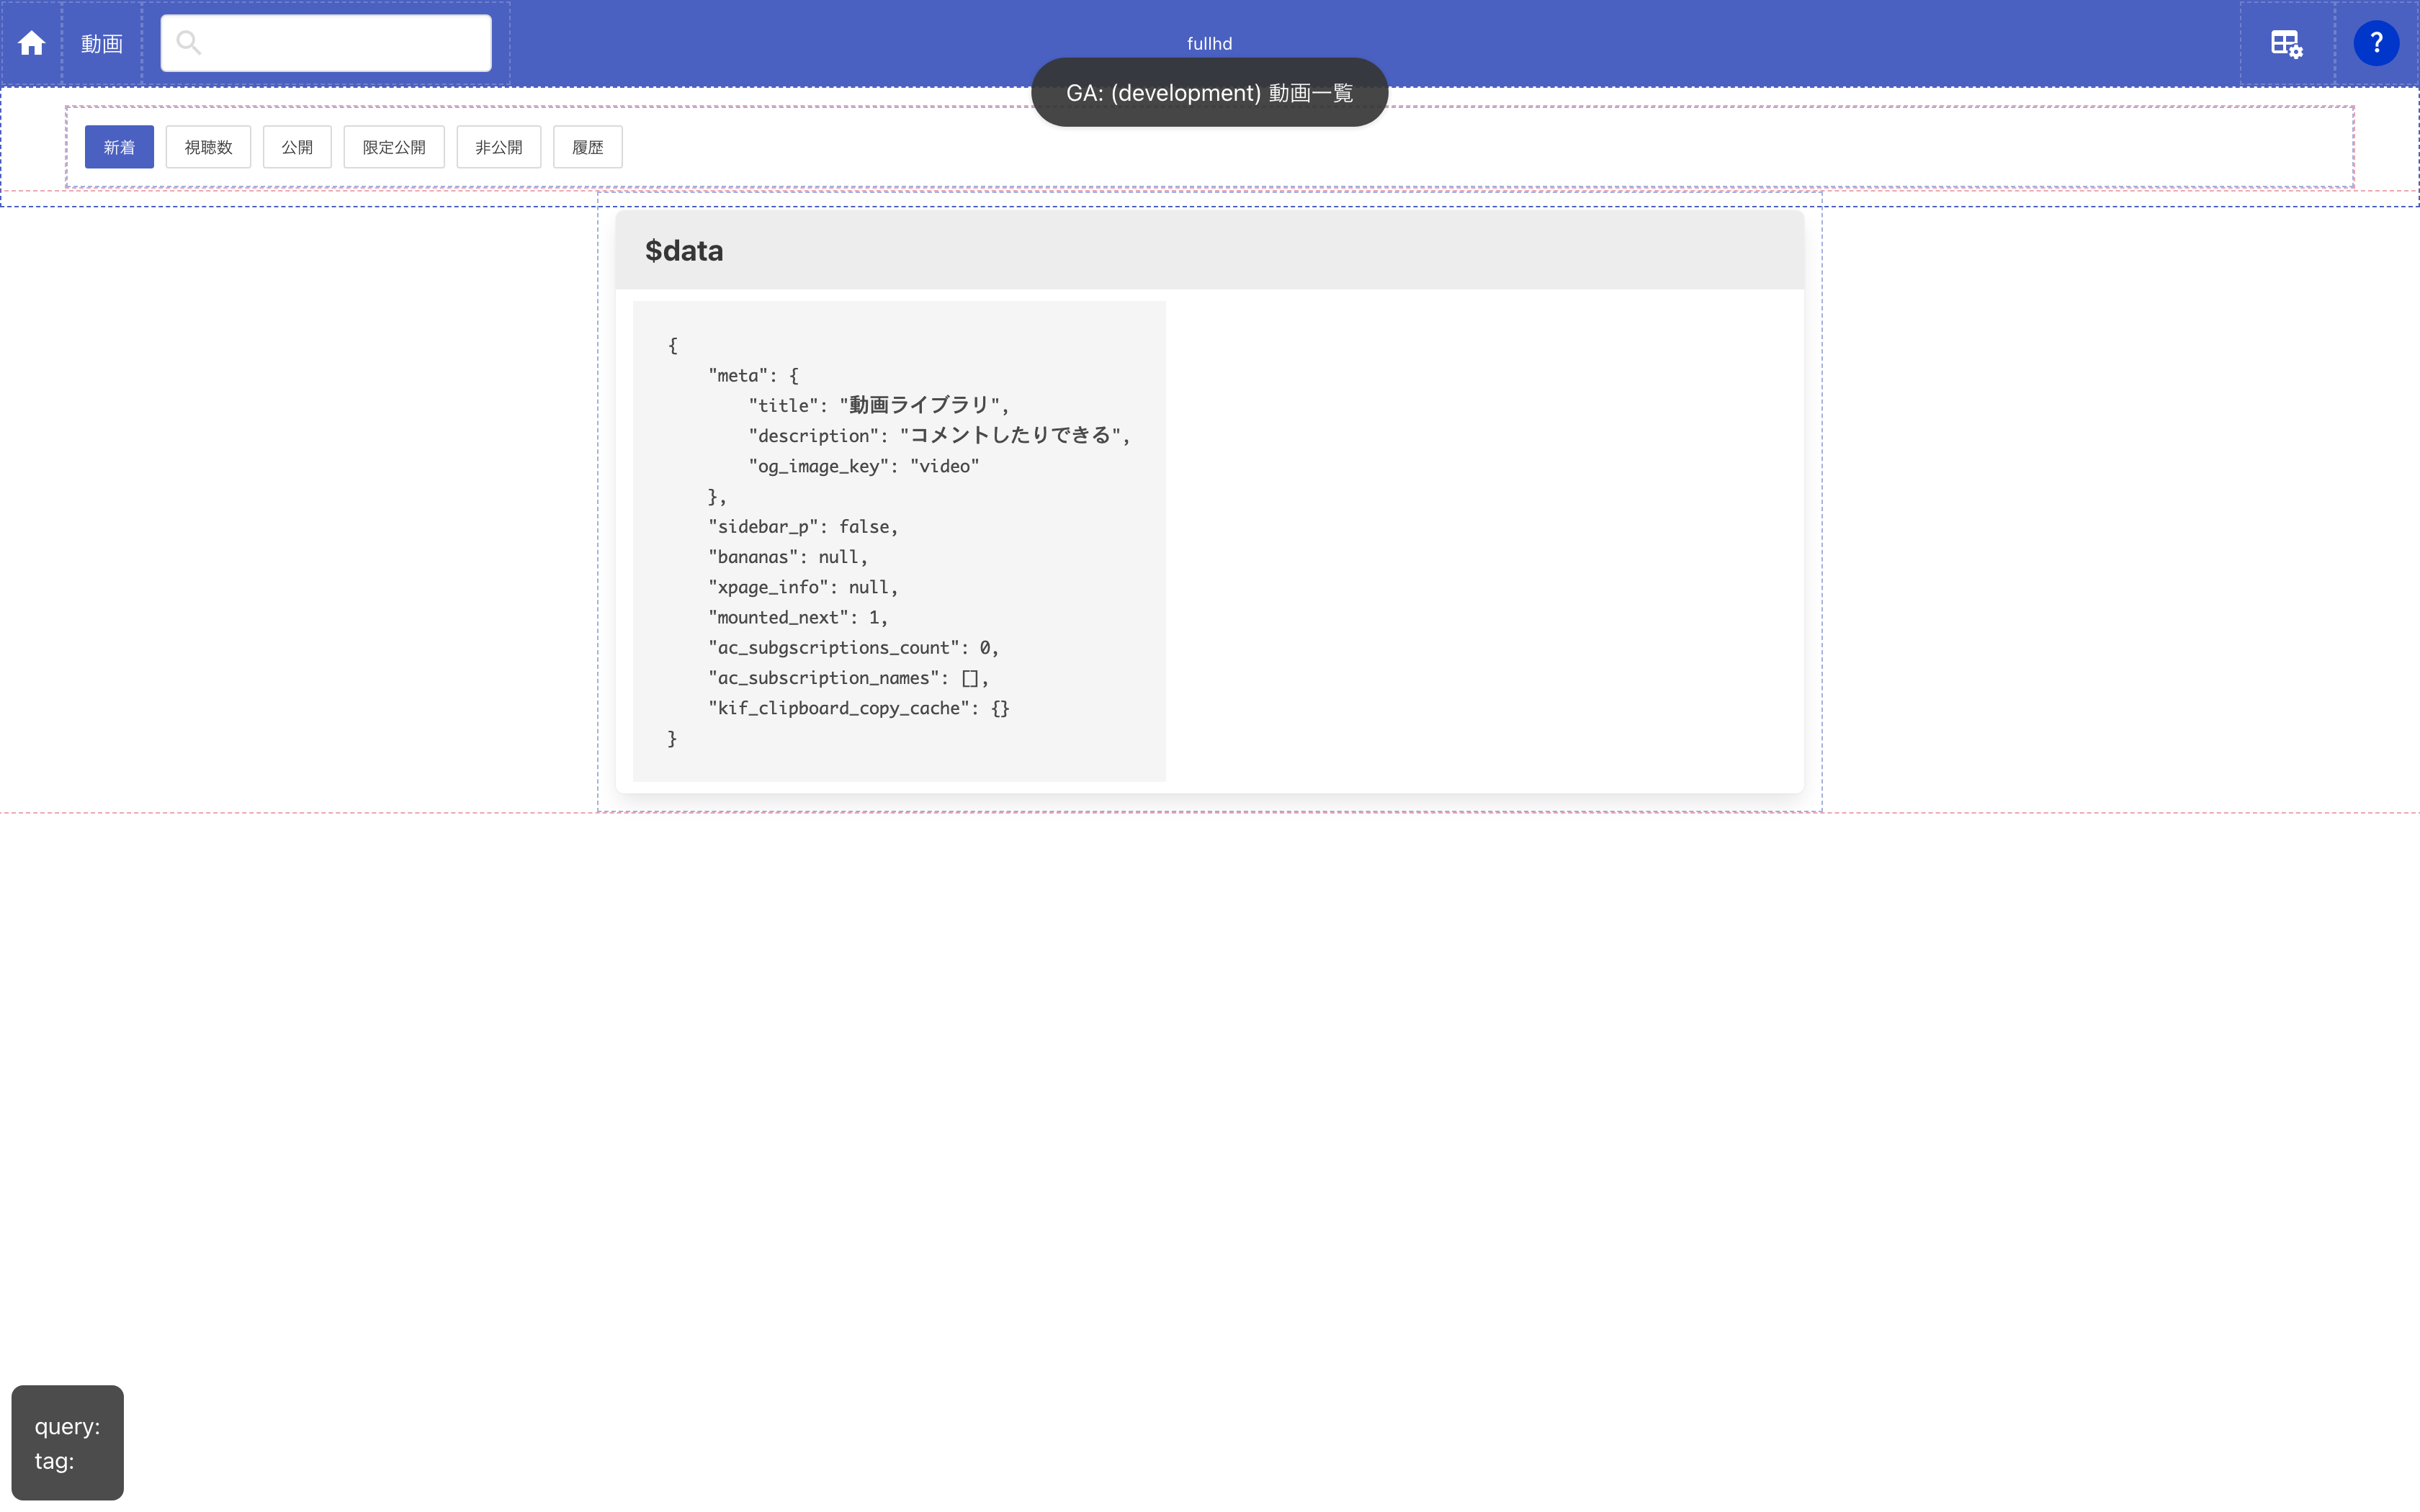 動画
fullhd
?
GA: (development) 動画一覧
新着
視聴数
公開
限定公開
非公開
履歴
$data
{
"meta": {
"title": "動画ライブラリ",
"description": "コメントしたりできる",
"og_image_key": "video"
},
"sidebar_p": false,
"bananas": null,
"xpage_info": null,
"mounted_next": 1,
"ac_subgscriptions_count": 0,
"ac_subscription_names": [],
"kif_clipboard_copy_cache": {}
}
query:
tag: